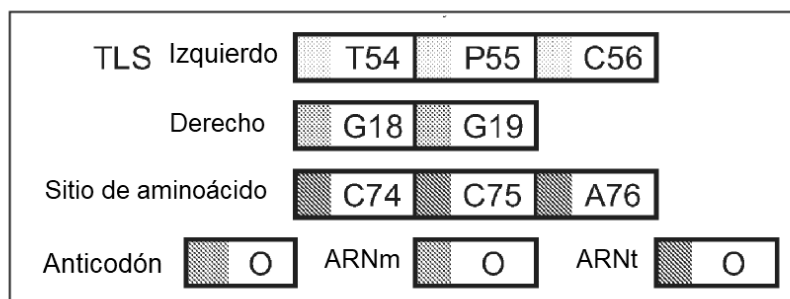 TLS Izquierdo T54 P55 C56
Derecho G18 G19
Sitio de aminoácido C74 C75 A76
Anticodón O ARNm O ARNt O